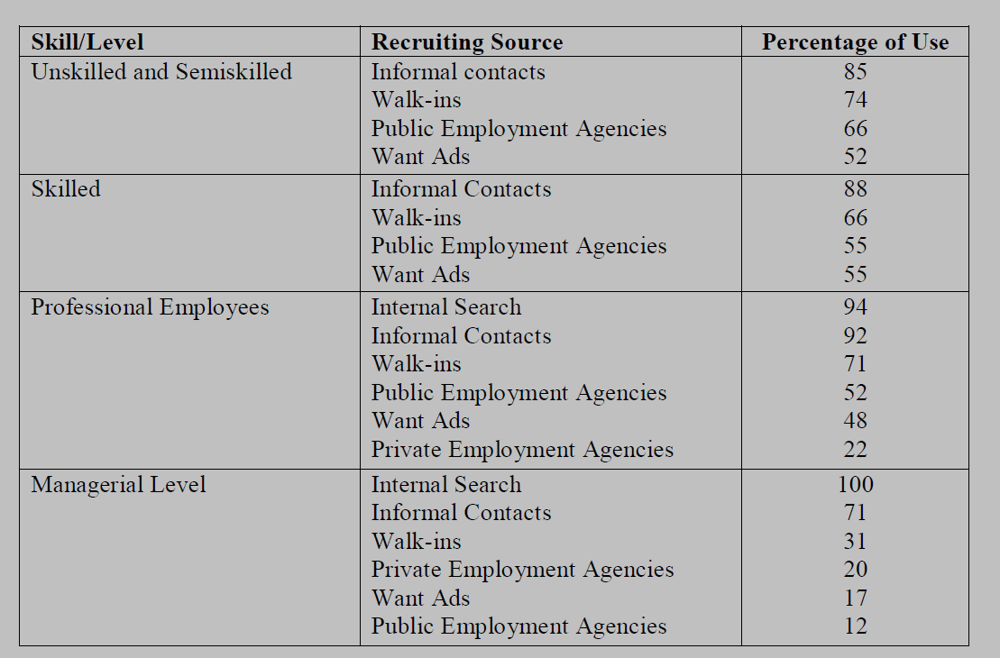 Skill/Level Recruiting Source Percentage of Use
Unskilled and Semiskilled Informal contacts 85
Walk-ins 74
Public Employment Agencies 66
Want Ads 52
Skilled Informal Contacts 88
Walk-ins 66
Public Employment Agencies 55
Want Ads 55
Professional Employees Internal Search 94
Informal Contacts 92
Walk-ins 71
Public Employment Agencies 52
Want Ads 48
Private Employment Agencies 22
Managerial Level Internal Search 100
Informal Contacts 71
Walk-ins 31
Private Employment Agencies 20
Want Ads 17
Public Employment Agencies 12